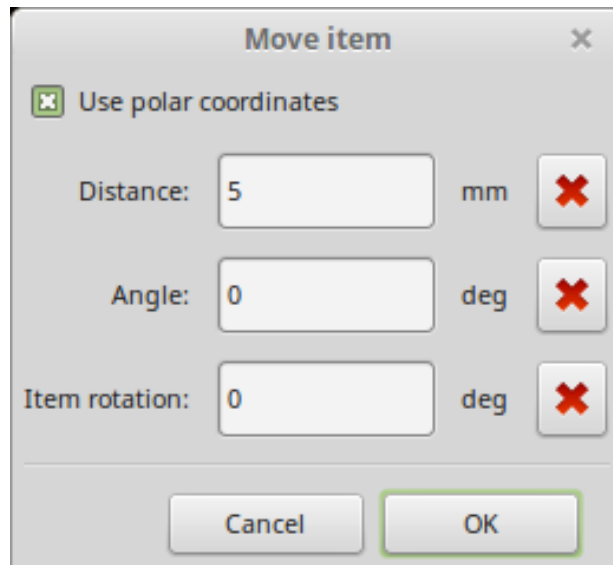 Move item
Use polar coordinates
Distance: 5 mm
Angle: 0 deg
Item rotation: 0 deg
Cancel OK